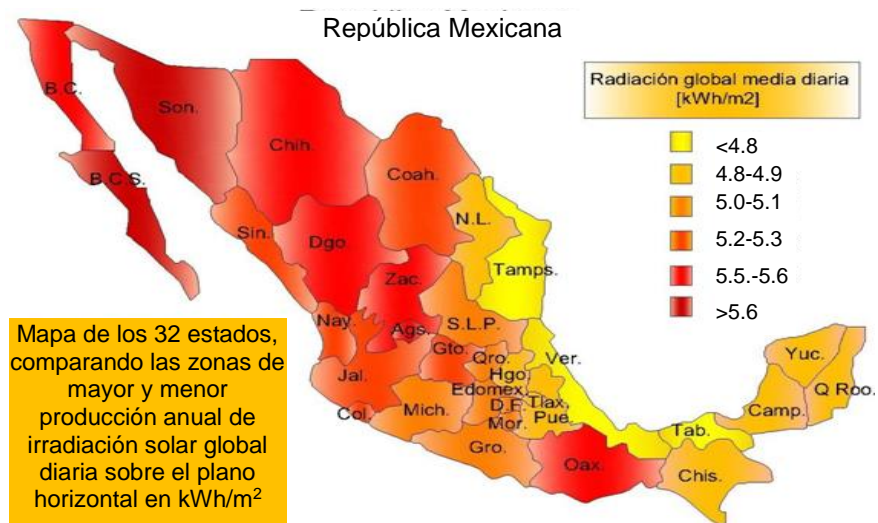 República Mexicana
Radiación global media diaria
[kWh/m2]
<4.8
4.8-4.9
5.0-5.1
5.2-5.3
5.5.-5.6
>5.6
B.C.
Son.
Chih.
B.C.S.
Coah.
Sin.
N.L.
Dgo.
Tamps.
Zac.
Nay.
Ags.
S.L.P.
Gto.
Qro.
Ver.
Yuc.
Hgo.
Jal.
Edomex.
Tlax.
Q Roo.
D.F.
Camp.
Col.
Mich.
Pue.
Mor.
Tab.
Gro.
Oax.
Chis.
Mapa de los 32 estados,
comparando las zonas de
mayor y menor
producción anual de
irradiación solar global
diaria sobre el plano
horizontal en kWh/m²